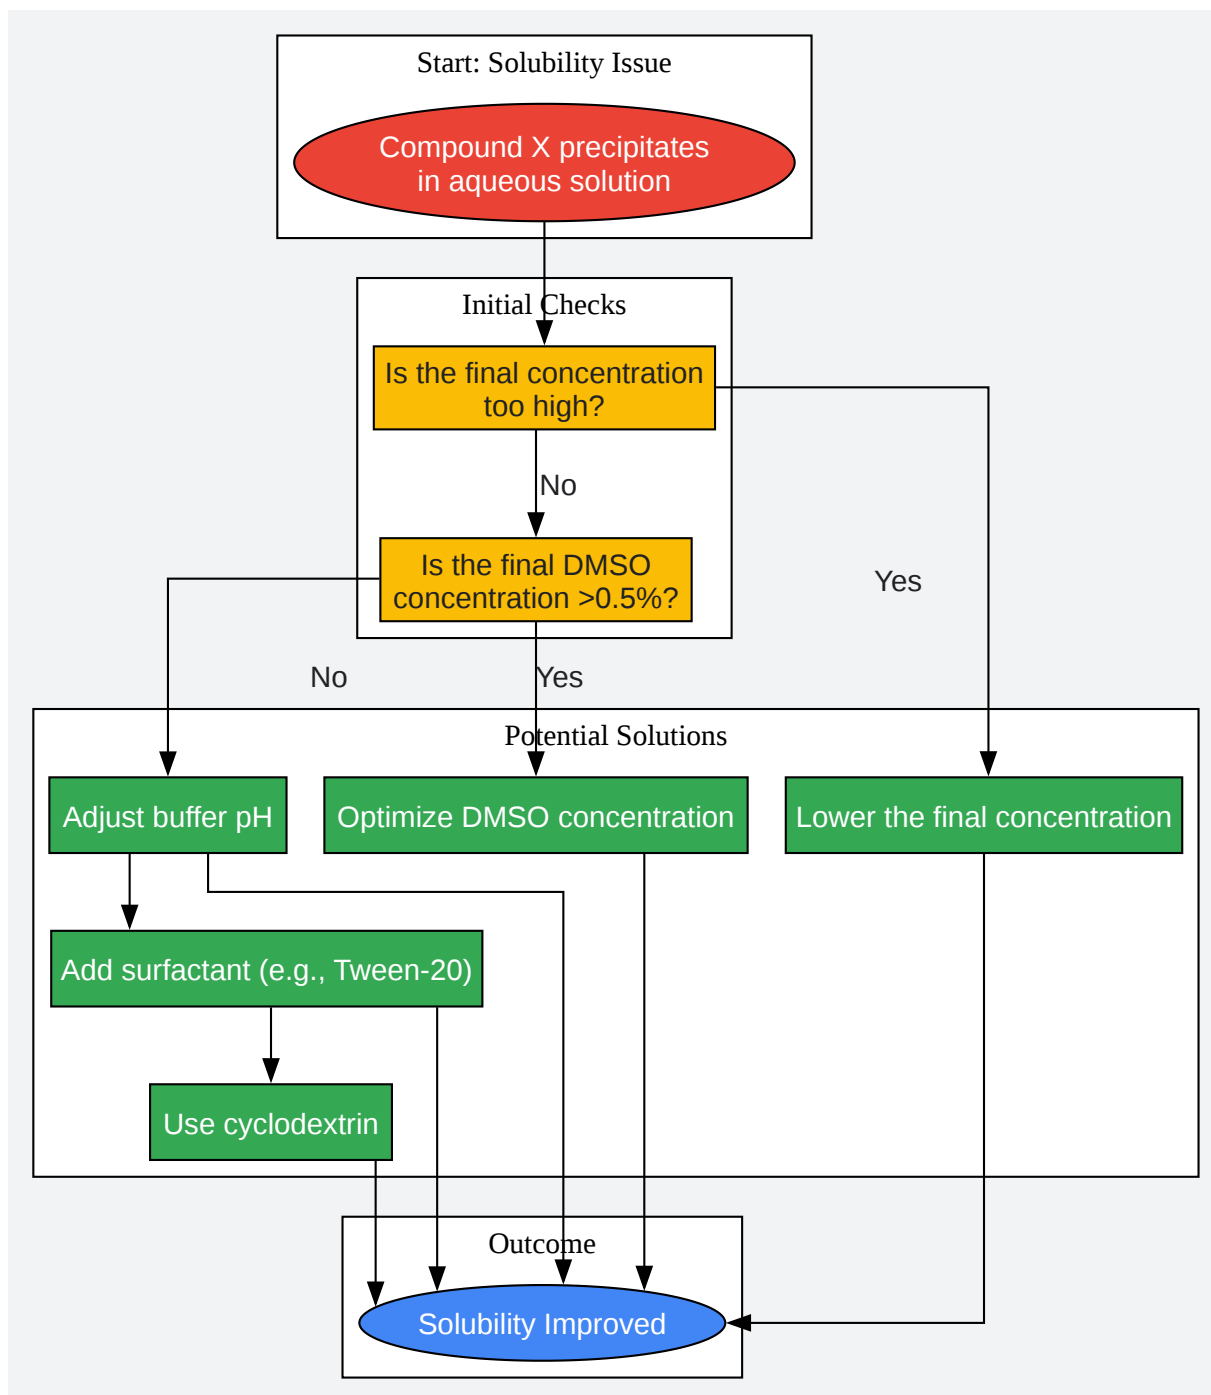 Start: Solubility Issue
Compound X precipitates
in aqueous solution
Initial Checks
Is the final concentration
too high?
No
Is the final DMSO
concentration >0.5%?
Yes
No
Yes
Potential Solutions
Adjust buffer pH
Optimize DMSO concentration
Lower the final concentration
Add surfactant (e.g., Tween-20)
Use cyclodextrin
Outcome
Solubility Improved